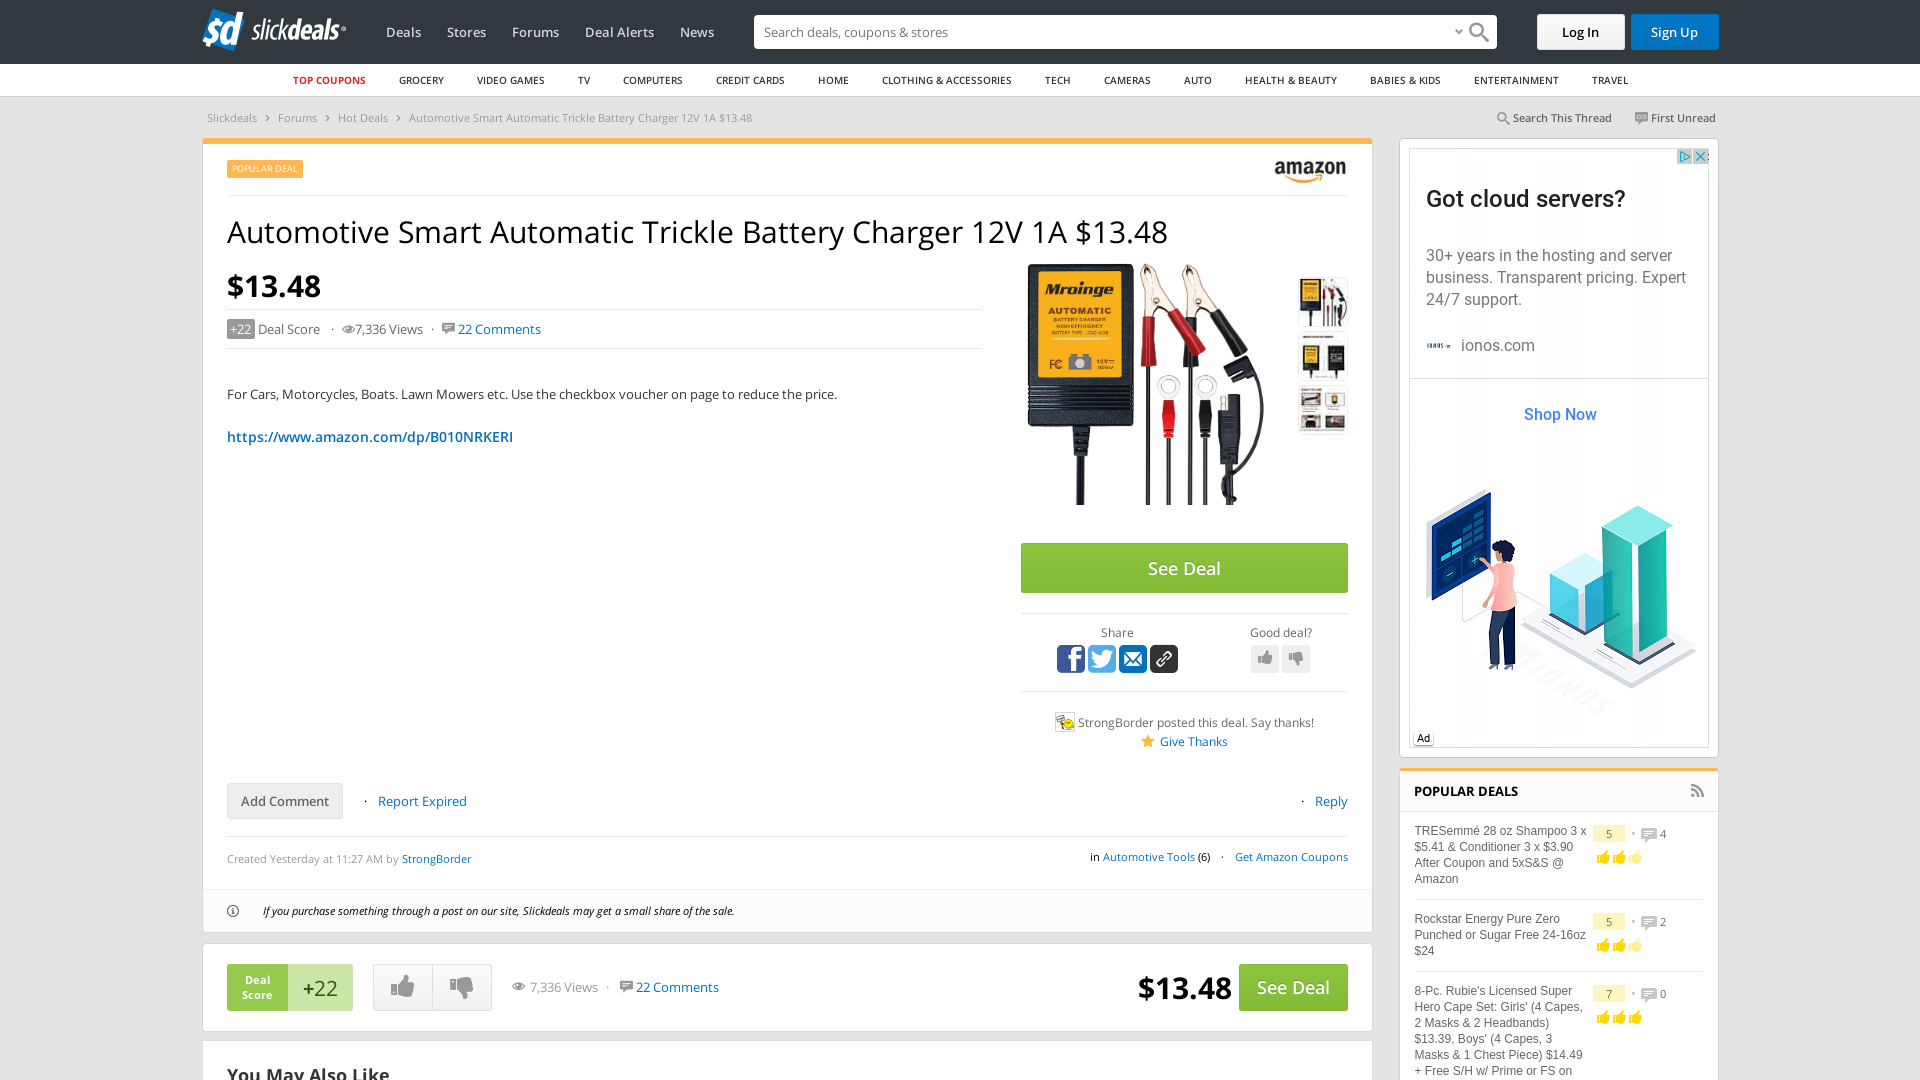 slickdeals
Deals
Stores
Forums
Deal Alerts
News
Search deals, coupons & stores
Log In
Sign Up
TOP COUPONS
GROCERY
VIDEO GAMES
TV
COMPUTERS
CREDIT CARDS
HOME
CLOTHING & ACCESSORIES
TECH
CAMERAS
AUTO
HEALTH & BEAUTY
BABIES & KIDS
ENTERTAINMENT
TRAVEL
Slickdeals > Forums > Hot Deals > Automotive Smart Automatic Trickle Battery Charger 12V 1A $13.48
Search This Thread
First Unread
POPULAR DEAL
amazon
Automotive Smart Automatic Trickle Battery Charger 12V 1A $13.48
$13.48
+22 Deal Score · 7,336 Views · 22 Comments
For Cars, Motorcycles, Boats. Lawn Mowers etc. Use the checkbox voucher on page to reduce the price.
https://www.amazon.com/dp/B010NRKERI
Mroinge
AUTOMATIC
BATTERY CHARGER
HIGH EFFICIENCY
FC
12V
See Deal
Share
Good deal?
StrongBorder posted this deal. Say thanks!
Give Thanks
Add Comment
· Report Expired
· Reply
Created Yesterday at 11:27 AM by StrongBorder
in Automotive Tools (6) · Get Amazon Coupons
If you purchase something through a post on our site, Slickdeals may get a small share of the sale.
Deal
Score
+22
7,336 Views · 22 Comments
$13.48
See Deal
You May Also Like
Got cloud servers?
30+ years in the hosting and server
business. Transparent pricing. Expert
24/7 support.
IONOS
ionos.com
Shop Now
IONOS
Ad
POPULAR DEALS
TRESemmé 28 oz Shampoo 3 x
$5.41 & Conditioner 3 x $3.90
After Coupon and 5xS&S @
Amazon
5 • 4
Rockstar Energy Pure Zero
Punched or Sugar Free 24-16oz
$24
5 • 2
8-Pc. Rubie's Licensed Super
Hero Cape Set: Girls' (4 Capes,
2 Masks & 2 Headbands)
$13.39, Boys' (4 Capes, 3
Masks & 1 Chest Piece) $14.49
+ Free S/H w/ Prime or FS on
7 • 0